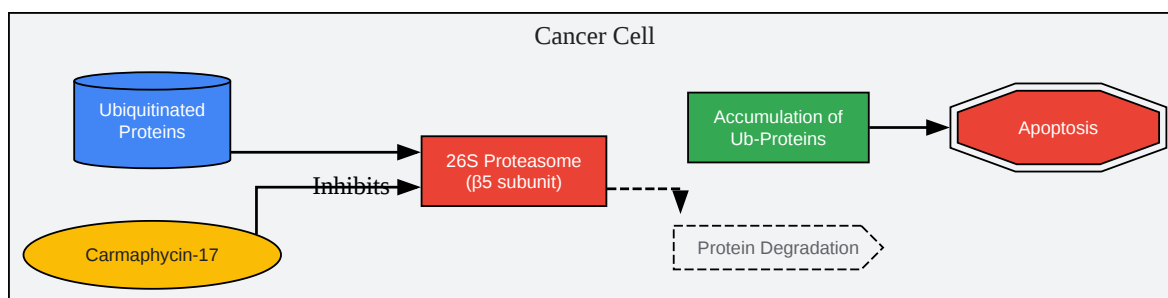 Cancer Cell
Ubiquitinated
Proteins
Accumulation of
Ub-Proteins
Apoptosis
26S Proteasome
(β5 subunit)
Inhibits
Carmaphycin-17
Protein Degradation